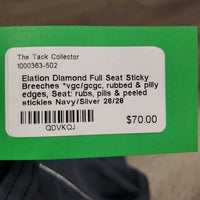 The Tack Collector
1000363-502
Elation Diamond Full Seat Sticky
Breeches *vgc/gcgc, rubbed & pilly
edges, Seat: rubs, pills & peeled
stickies Navy/Silver 26/28
QDVKQJ
$70.00